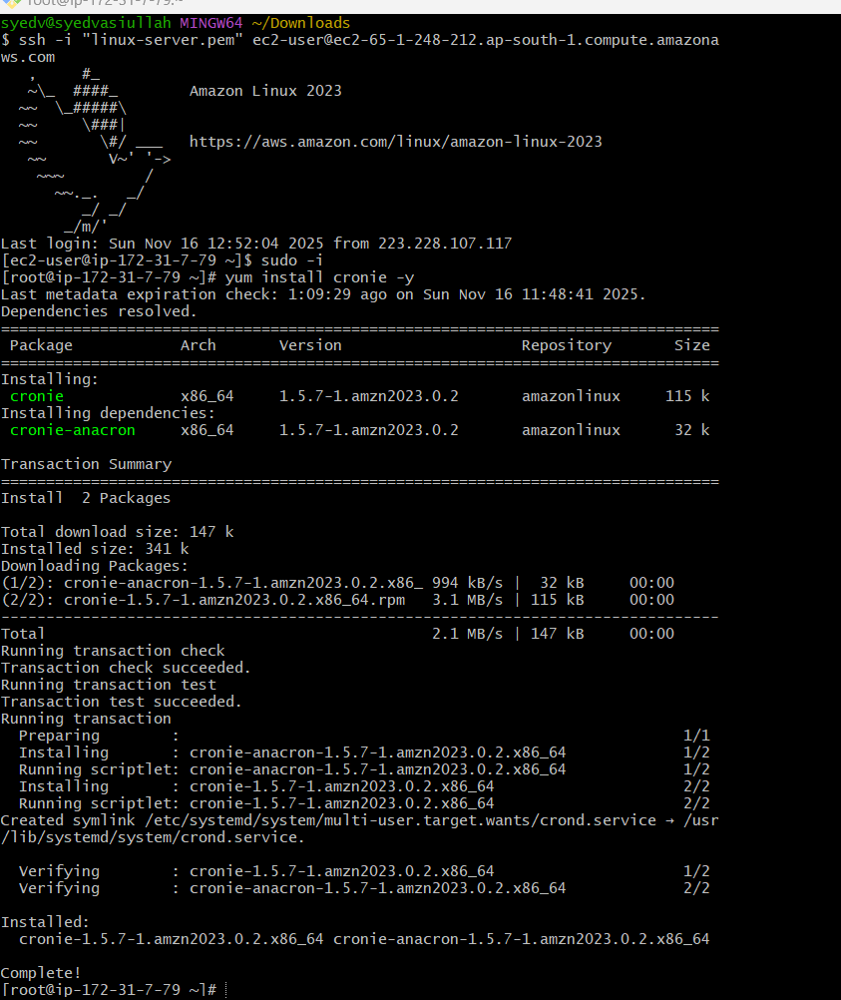 root@ip-172-31-7-79:~
syedv@syedvasiullah MINGW64 ~/Downloads
$ ssh -i "linux-server.pem" ec2-user@ec2-65-1-248-212.ap-south-1.compute.amazona
ws.com
   ,     #_
   ~\_  ####_        Amazon Linux 2023
  ~~  \_#####\
  ~~     \###|
  ~~       \#/ ___   https://aws.amazon.com/linux/amazon-linux-2023
   ~~       V~' '->
    ~~~         /
      ~~._.   _/
         _/ _/
       _/m/'
Last login: Sun Nov 16 12:52:04 2025 from 223.228.107.117
[ec2-user@ip-172-31-7-79 ~]$ sudo -i
[root@ip-172-31-7-79 ~]# yum install cronie -y
Last metadata expiration check: 1:09:29 ago on Sun Nov 16 11:48:41 2025.
Dependencies resolved.
================================================================================
 Package            Arch       Version                    Repository       Size
================================================================================
Installing:
 cronie             x86_64     1.5.7-1.amzn2023.0.2       amazonlinux     115 k
Installing dependencies:
 cronie-anacron     x86_64     1.5.7-1.amzn2023.0.2       amazonlinux      32 k

Transaction Summary
================================================================================
Install  2 Packages

Total download size: 147 k
Installed size: 341 k
Downloading Packages:
(1/2): cronie-anacron-1.5.7-1.amzn2023.0.2.x86_ 994 kB/s |  32 kB     00:00
(2/2): cronie-1.5.7-1.amzn2023.0.2.x86_64.rpm   3.1 MB/s | 115 kB     00:00
--------------------------------------------------------------------------------
Total                                           2.1 MB/s | 147 kB     00:00
Running transaction check
Transaction check succeeded.
Running transaction test
Transaction test succeeded.
Running transaction
  Preparing        :                                                        1/1
  Installing       : cronie-anacron-1.5.7-1.amzn2023.0.2.x86_64             1/2
  Running scriptlet: cronie-anacron-1.5.7-1.amzn2023.0.2.x86_64             1/2
  Installing       : cronie-1.5.7-1.amzn2023.0.2.x86_64                     2/2
  Running scriptlet: cronie-1.5.7-1.amzn2023.0.2.x86_64                     2/2
Created symlink /etc/systemd/system/multi-user.target.wants/crond.service → /usr
/lib/systemd/system/crond.service.

  Verifying        : cronie-1.5.7-1.amzn2023.0.2.x86_64                     1/2
  Verifying        : cronie-anacron-1.5.7-1.amzn2023.0.2.x86_64             2/2

Installed:
  cronie-1.5.7-1.amzn2023.0.2.x86_64 cronie-anacron-1.5.7-1.amzn2023.0.2.x86_64

Complete!
[root@ip-172-31-7-79 ~]#